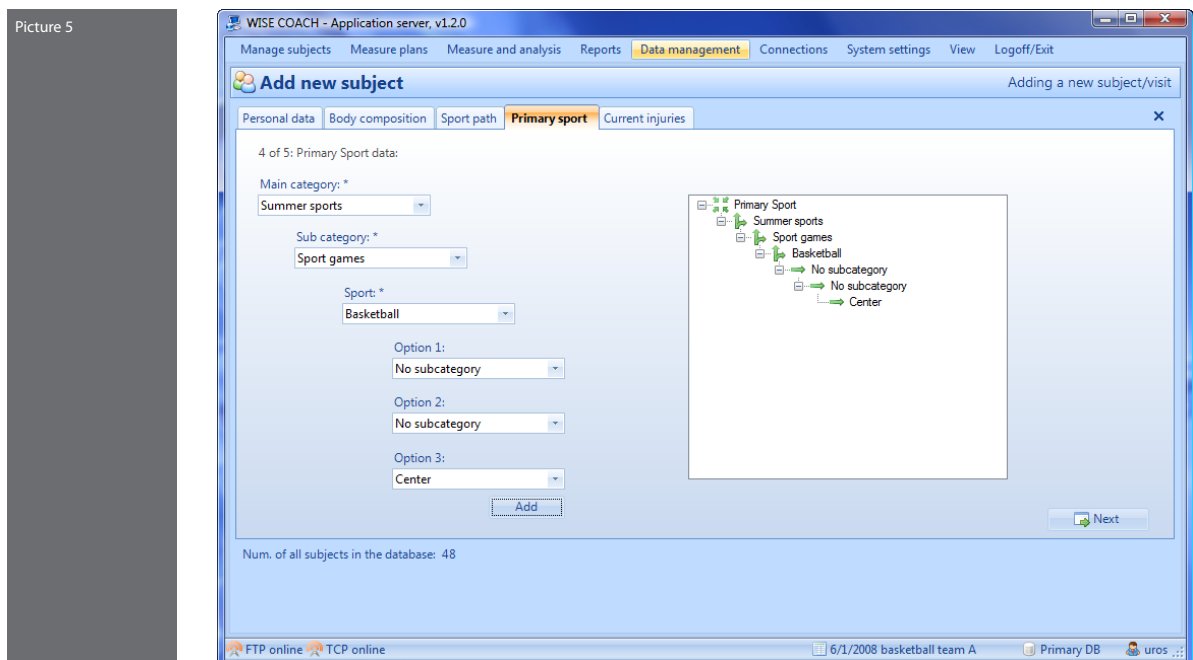 Picture 5
WISE COACH - Application server, v1.2.0
Manage subjects Measure plans Measure and analysis Reports Data management Connections System settings View Logoff/Exit
Add new subject
Adding a new subject/visit
Personal data Body composition Sport path Primary sport Current injuries
4 of 5: Primary Sport data:
Main category: *
Summer sports
Sub category: *
Sport games
Sport: *
Basketball
Option 1:
No subcategory
Option 2:
No subcategory
Option 3:
Center
Add
Primary Sport
Summer sports
Sport games
Basketball
No subcategory
No subcategory
Center
Next
Num. of all subjects in the database: 48
FTP online TCP online 6/1/2008 basketball team A Primary DB uros